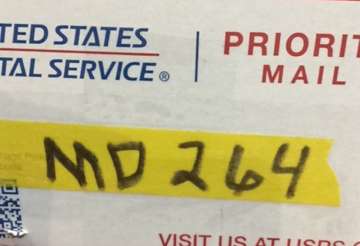 TED STATES
TAL SERVICE®
PRIORIT
MAIL
MD 264
VISIT US AT USPS